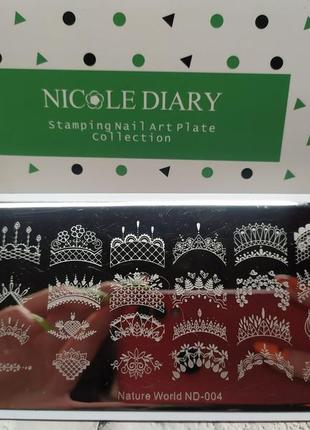 NICOLE DIARY
Stamping Nail Art Plate
Collection
Nature World ND-004